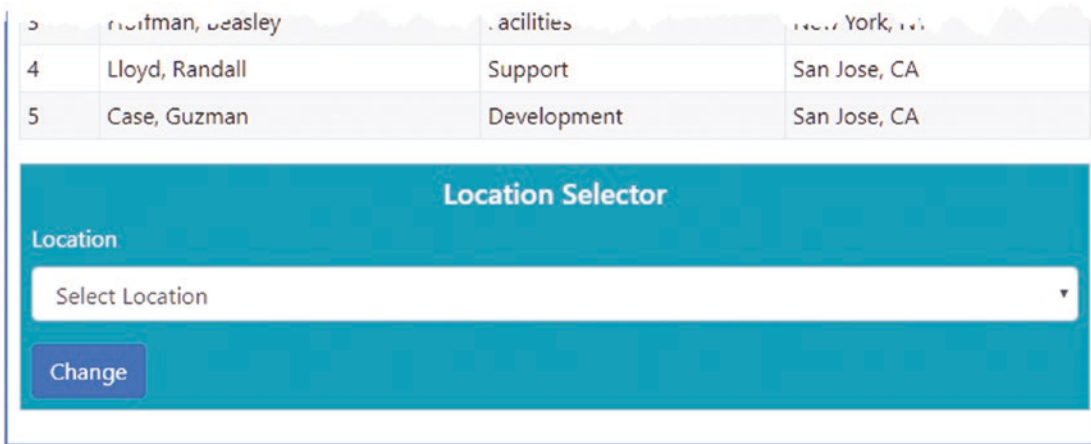 Lloyd, Randall Support San Jose, CA
5 Case, Guzman Development San Jose, CA
Location Selector
Location
Select Location
Change